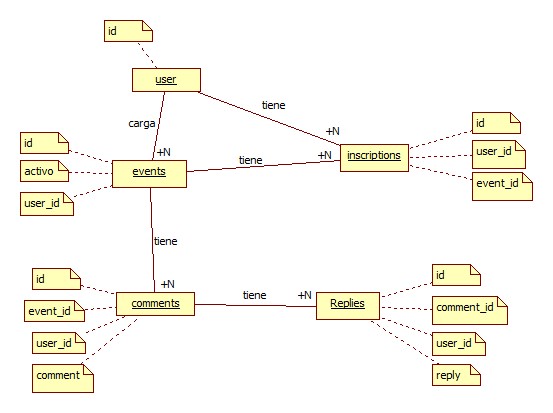 id
user
carga
tiene
+N
id
activo
user_id
+N
events
tiene
+N
inscriptions
id
user_id
event_id
tiene
+N
id
event_id
user_id
comment
comments
tiene
+N
Replies
id
comment_id
user_id
reply